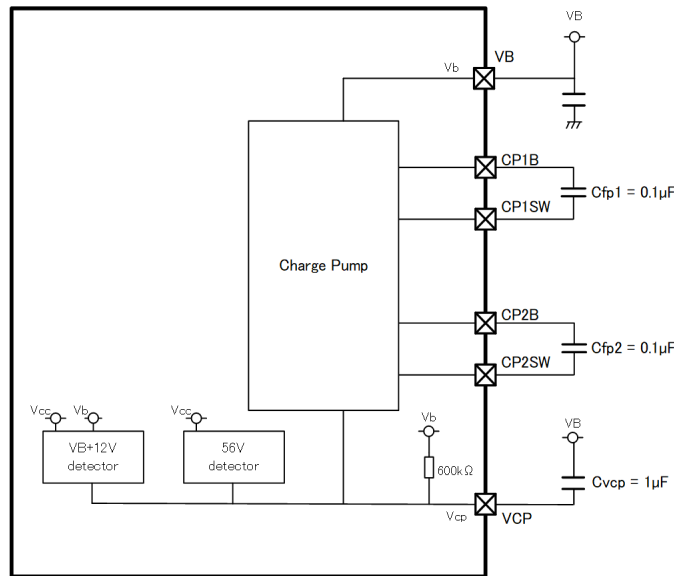 VB
VB
Vb
CP1B
Cfp1 = 0.1μF
CP1SW
Charge Pump
CP2B
Cfp2 = 0.1μF
CP2SW
Vcc
Vb
Vcc
Vb
VB
VB+12V
detector
56V
detector
600kΩ
Cvcp = 1μF
Vcp
VCP